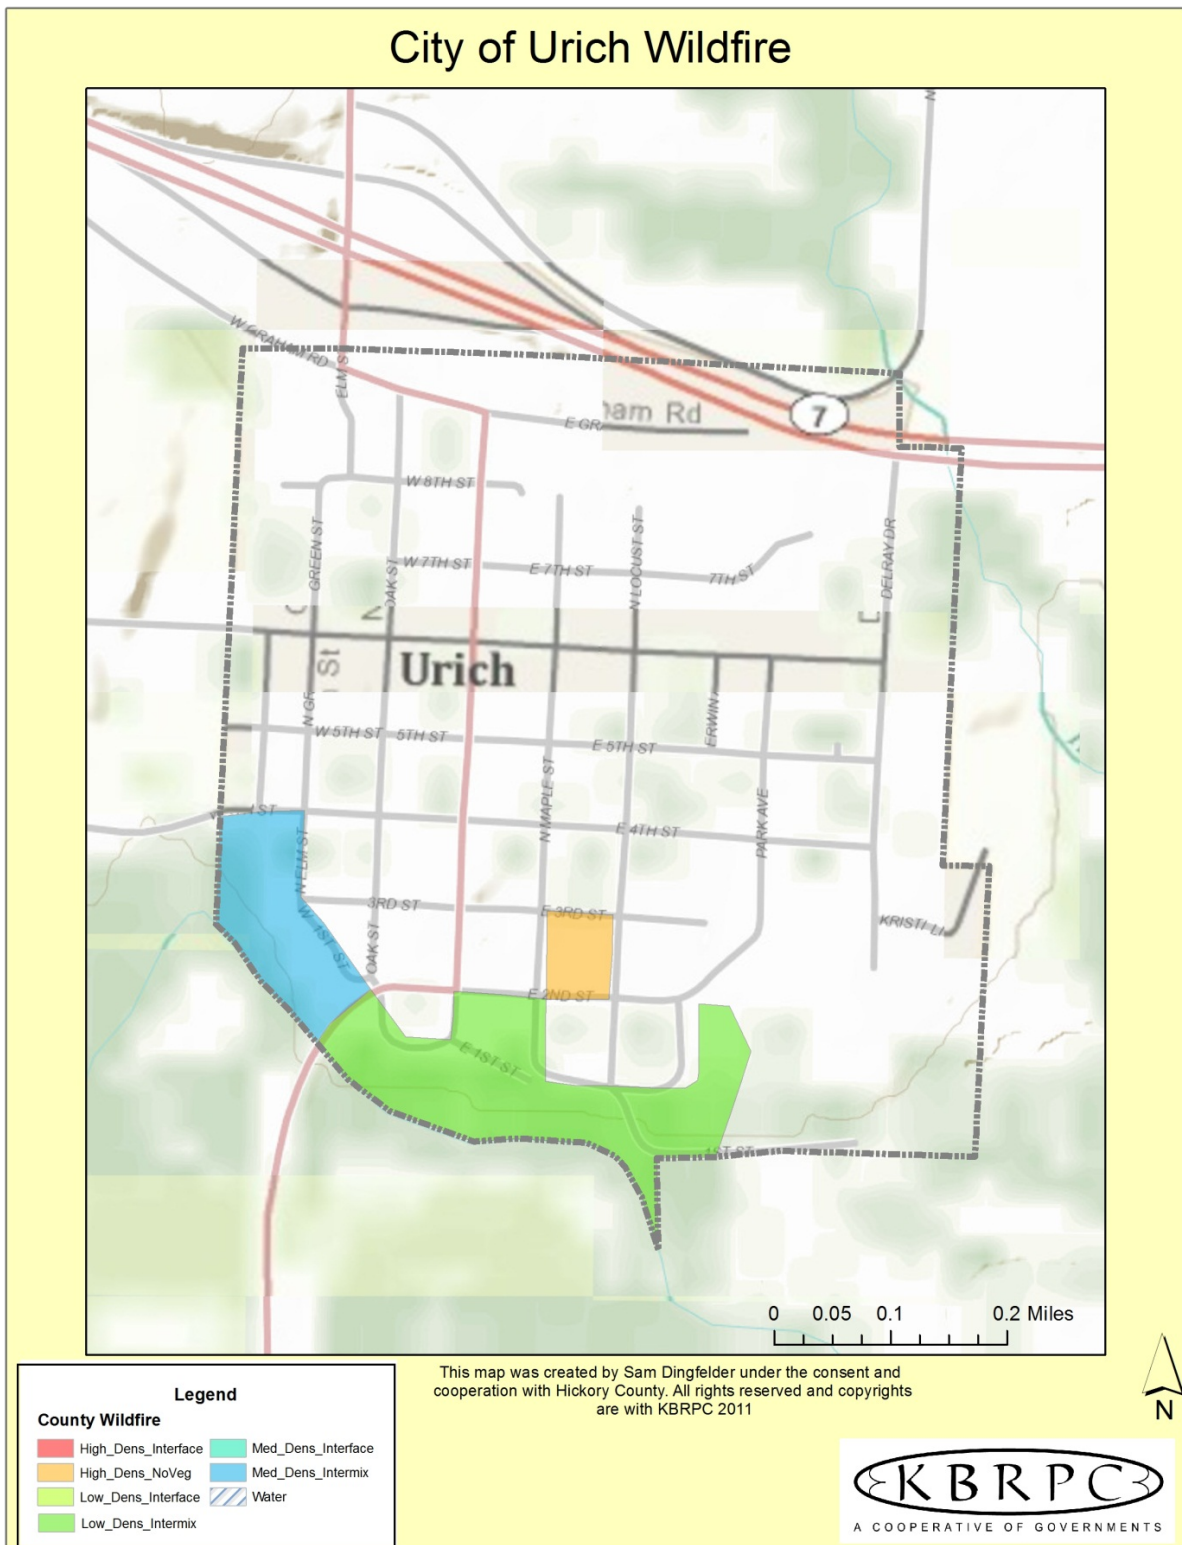 City of Urich Wildfire
N
W GRAHAM RD
ELM S
ham Rd
E GR
7
W 8TH ST
GREEN ST
OAK ST
W 7TH ST
E 7TH ST
N LOCUST ST
7TH ST
DELRAY DR
N
St
Urich
N GR
W 5TH ST
5TH ST
E 5TH ST
ERWIN
N MAPLE ST
PARK AVE
ST
E 4TH ST
N ELM ST
3RD ST
E 3RD ST
W 1ST ST
OAK ST
KRISTI LI
E 2ND ST
E 1ST ST
1ST ST
0 0.05 0.1 0.2 Miles
This map was created by Sam Dingfelder under the consent and
cooperation with Hickory County. All rights reserved and copyrights
are with KBRPC 2011
N
Legend
County Wildfire
High_Dens_Interface Med_Dens_Interface
High_Dens_NoVeg Med_Dens_Intermix
Low_Dens_Interface Water
Low_Dens_Intermix
KBRPC
A COOPERATIVE OF GOVERNMENTS